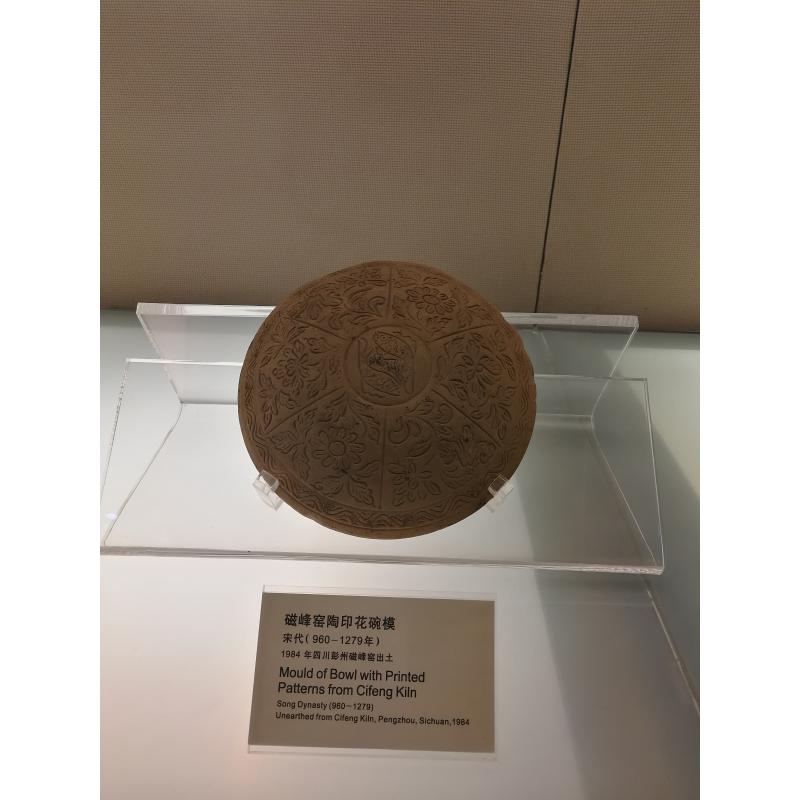 磁峰窑陶印花碗模
宋代（960－1279年）
1984 年四川彭州磁峰窑出土
Mould of Bowl with Printed
Patterns from Cifeng Kiln
Song Dynasty (960－1279)
Unearthed from Cifeng Kiln, Pengzhou, Sichuan,1984